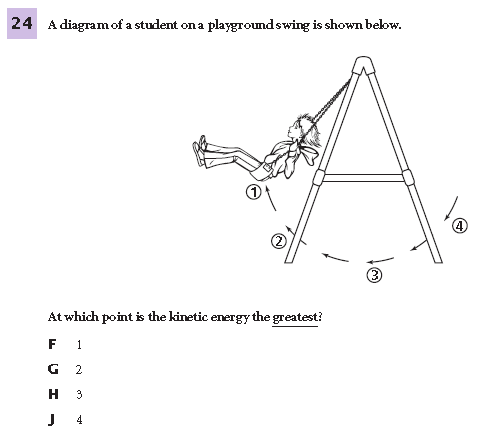 24 A diagram of a student on a playground swing is shown below.
1
2
4
3
At which point is the kinetic energy the greatest?
F 1
G 2
H 3
J 4